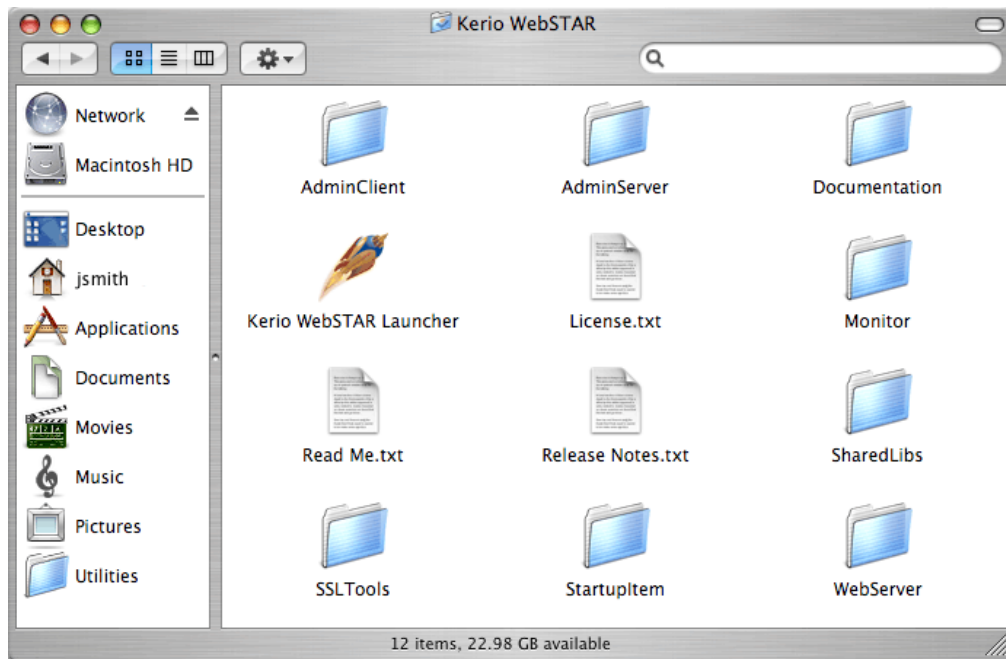 Kerio WebSTAR
Network
Macintosh HD
Desktop
jsmith
Applications
Documents
Movies
Music
Pictures
Utilities
AdminClient
AdminServer
Documentation
Kerio WebSTAR Launcher
License.txt
Monitor
Read Me.txt
Release Notes.txt
SharedLibs
SSLTools
StartupItem
WebServer
12 items, 22.98 GB available